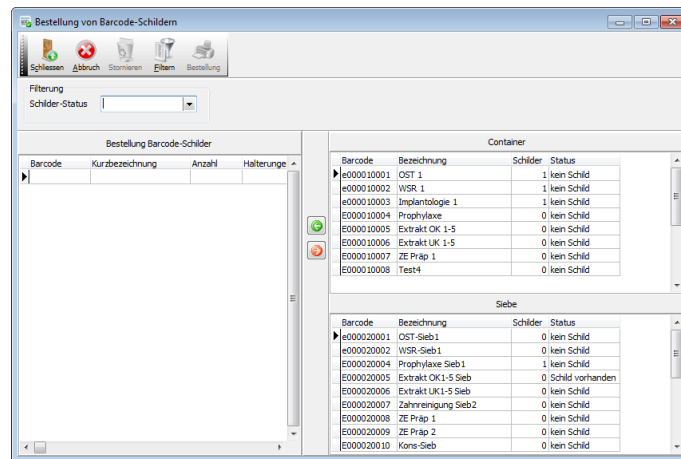 Bestellung von Barcode-Schildern
Schliessen Abbruch Stornieren Filtern Bestellung
Filterung
Schilder-Status
Bestellung Barcode-Schilder
Barcode Kurzbezeichnung Anzahl Halterunge
Container
Barcode Bezeichnung Schilder Status
e000010001 OST 1 1 kein Schild
e000010002 WSR 1 1 kein Schild
e000010003 Implantologie 1 1 kein Schild
E000010004 Prophylaxe 0 kein Schild
E000010005 Extrakt OK 1-5 0 kein Schild
E000010006 Extrakt UK 1-5 0 kein Schild
E000010007 ZE Präp 1 0 kein Schild
E000010008 Test4 0 kein Schild
Siebe
Barcode Bezeichnung Schilder Status
e000020001 OST-Sieb1 0 kein Schild
e000020002 WSR-Sieb1 0 kein Schild
E000020004 Prophylaxe Sieb1 1 kein Schild
E000020005 Extrakt OK1-5 Sieb 0 Schild vorhanden
E000020006 Extrakt UK1-5 Sieb 0 kein Schild
E000020007 Zahnreinigung Sieb2 0 kein Schild
E000020008 ZE Präp 1 0 kein Schild
E000020009 ZE Präp 2 0 kein Schild
E000020010 Kons-Sieb 0 kein Schild